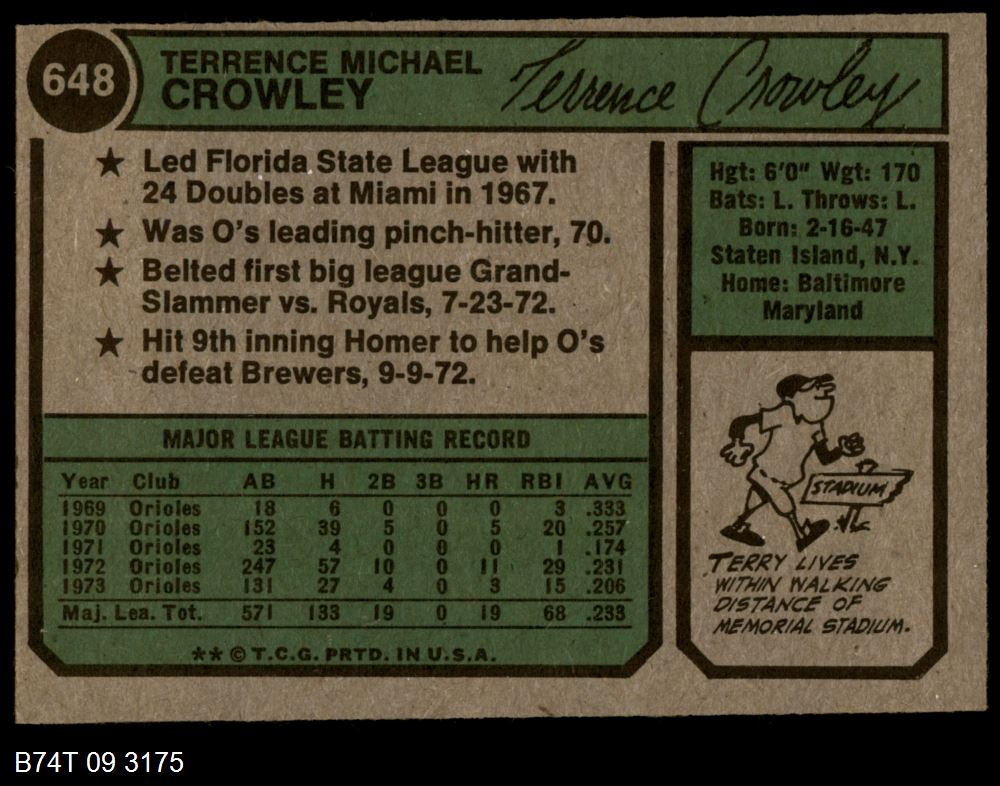 648
TERRENCE MICHAEL
CROWLEY
Terrence Crowley
★ Led Florida State League with
24 Doubles at Miami in 1967.
★ Was O's leading pinch-hitter, 70.
★ Belted first big league Grand-
Slammer vs. Royals, 7-23-72.
★ Hit 9th inning Homer to help O's
defeat Brewers, 9-9-72.
Hgt: 6'0" Wgt: 170
Bats: L. Throws: L.
Born: 2-16-47
Staten Island, N.Y.
Home: Baltimore
Maryland
MAJOR LEAGUE BATTING RECORD
Year Club AB H 2B 3B HR RBI AVG
1969 Orioles 18 6 0 0 0 3 .333
1970 Orioles 152 39 5 0 5 20 .257
1971 Orioles 23 4 0 0 0 1 .174
1972 Orioles 247 57 10 0 11 29 .231
1973 Orioles 131 27 4 0 3 15 .206
Maj. Lea. Tot. 571 133 19 0 19 68 .233
** © T.C.G. PRTD. IN U.S.A.
STADIUM
TERRY LIVES
WITHIN WALKING
DISTANCE OF
MEMORIAL STADIUM.
B74T 09 3175